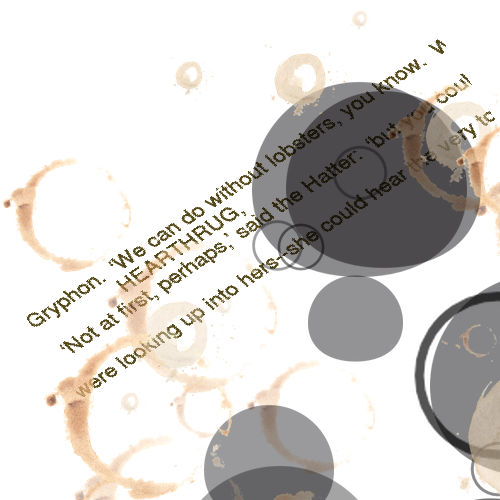 Gryphon. 'We can do without lobsters, you know. W
HEARTHRUG,
'Not at first, perhaps,' said the Hatter: 'but you coul
were looking up into hers--she could hear the very to